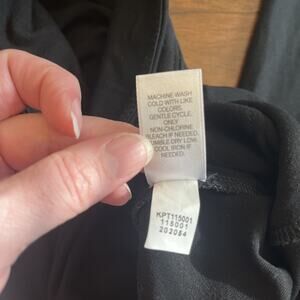 MACHINE WASH
COLD WITH LIKE
COLORS.
GENTLE CYCLE.
ONLY
NON-CHLORINE
BLEACH IF NEEDED.
TUMBLE DRY LOW.
COOL IRON IF
NEEDED.
KPT115001
115001
202054